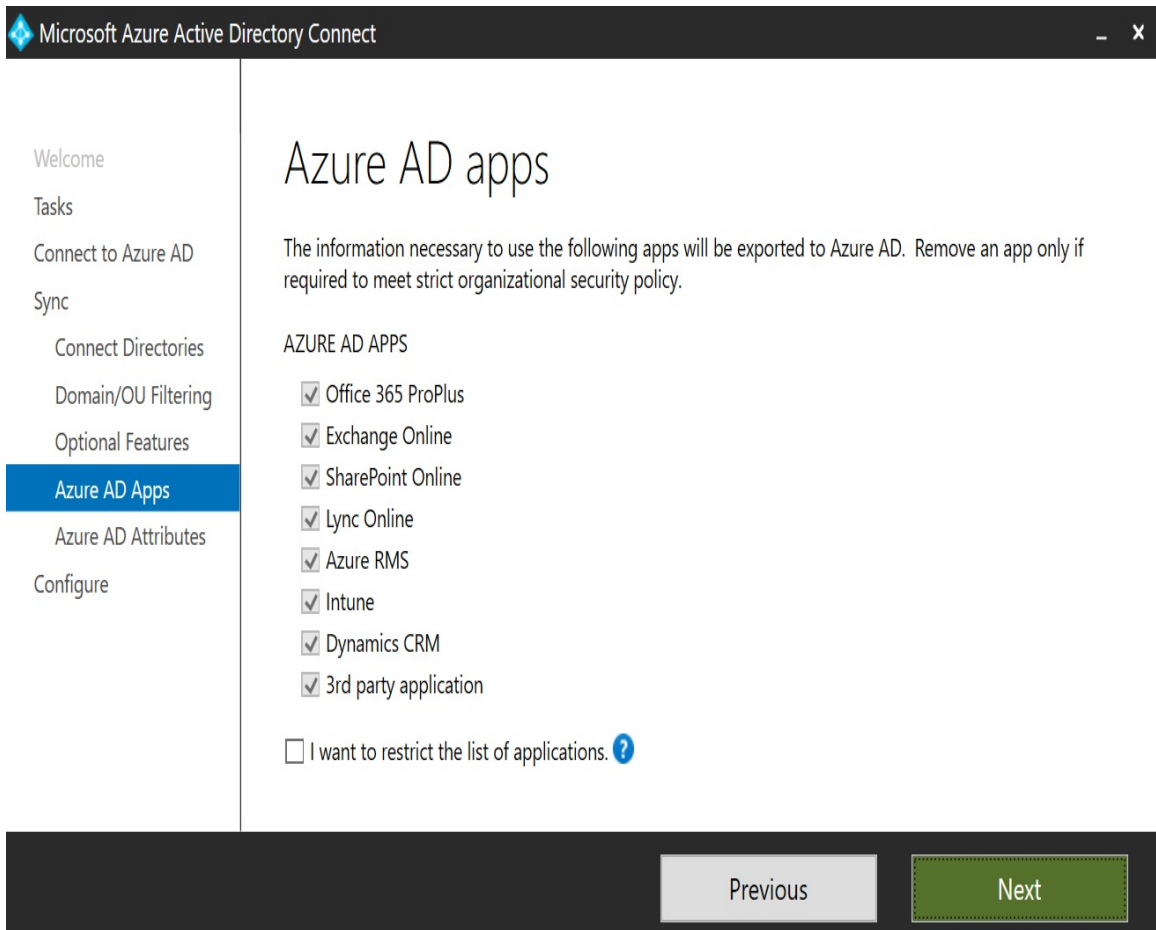 Microsoft Azure Active Directory Connect
Welcome
Tasks
Connect to Azure AD
Sync
Connect Directories
Domain/OU Filtering
Optional Features
Azure AD Apps
Azure AD Attributes
Configure
Azure AD apps
The information necessary to use the following apps will be exported to Azure AD. Remove an app only if
required to meet strict organizational security policy.
AZURE AD APPS
Office 365 ProPlus
Exchange Online
SharePoint Online
Lync Online
Azure RMS
Intune
Dynamics CRM
3rd party application
I want to restrict the list of applications. ?
Previous
Next